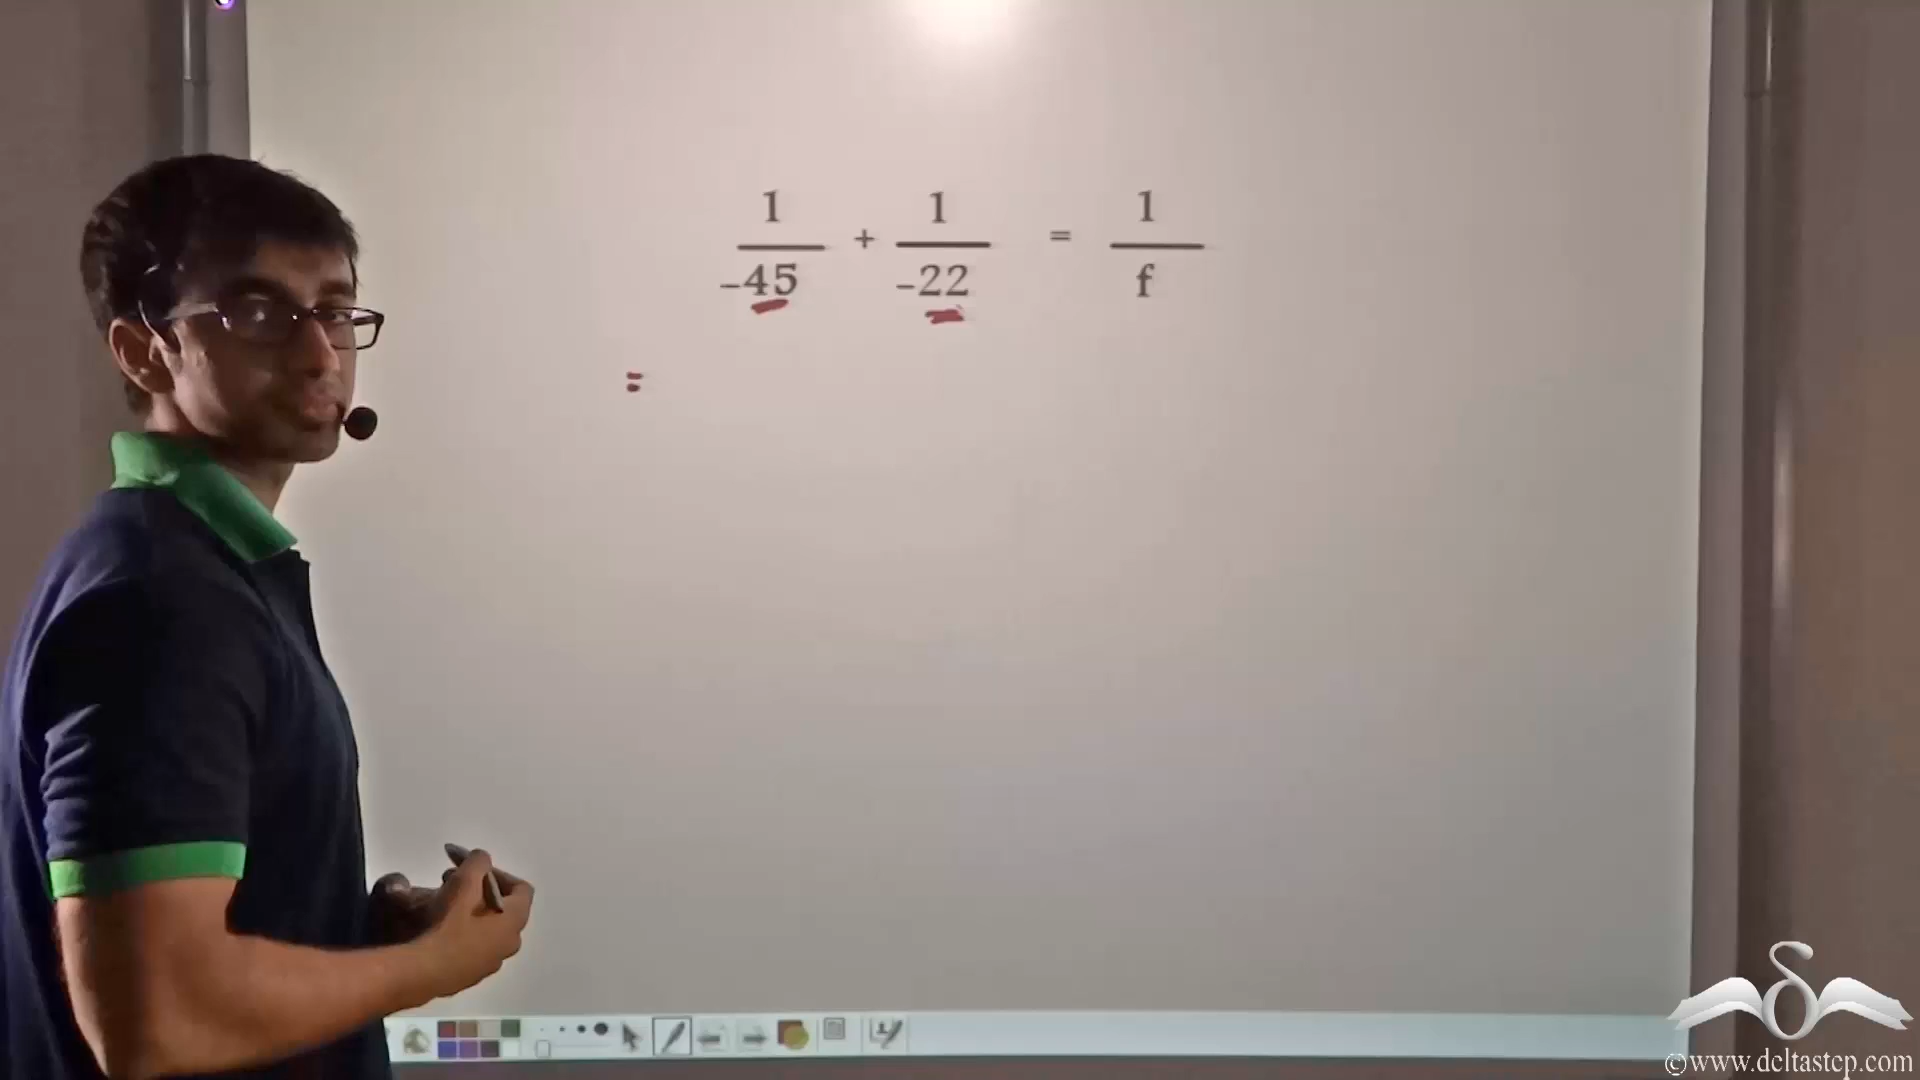 1 1 1
+ =
-45 -22 f
=
©www.deltastep.com